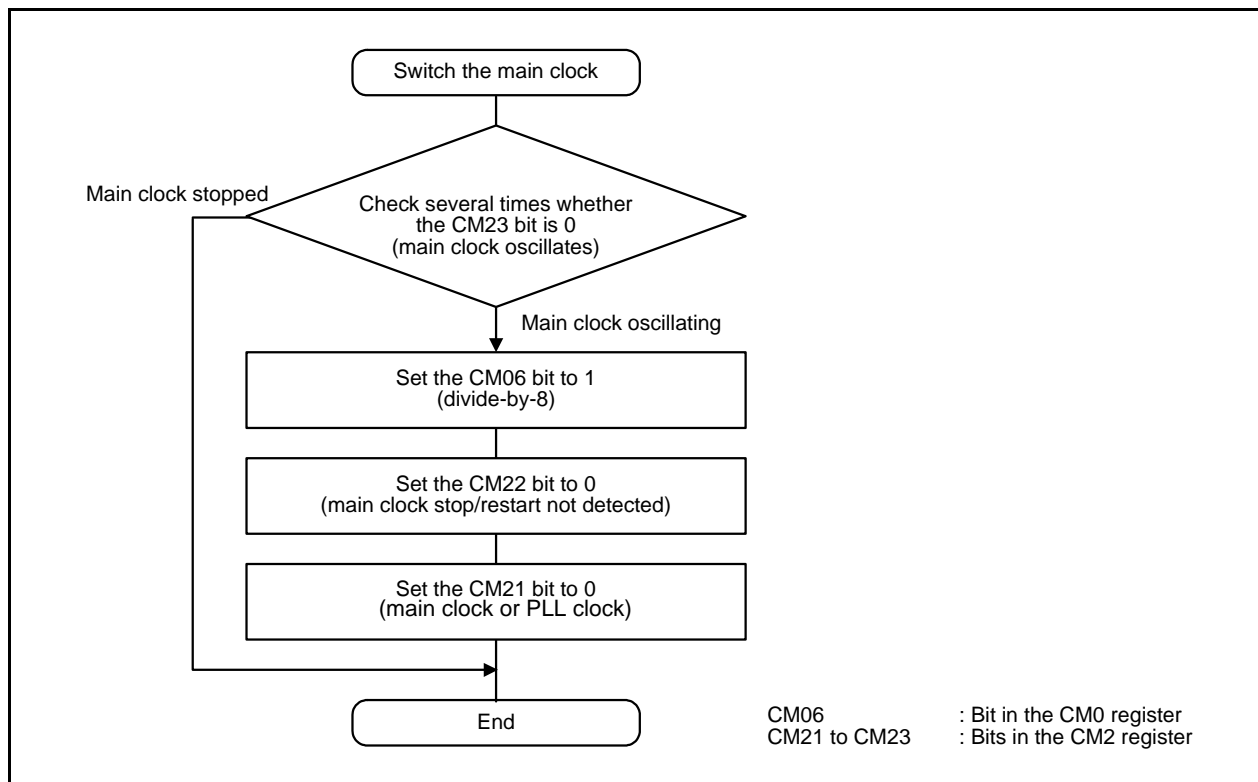 Switch the main clock
Main clock stopped
Check several times whether
the CM23 bit is 0
(main clock oscillates)
Main clock oscillating
Set the CM06 bit to 1
(divide-by-8)
Set the CM22 bit to 0
(main clock stop/restart not detected)
Set the CM21 bit to 0
(main clock or PLL clock)
End
CM06 : Bit in the CM0 register
CM21 to CM23 : Bits in the CM2 register